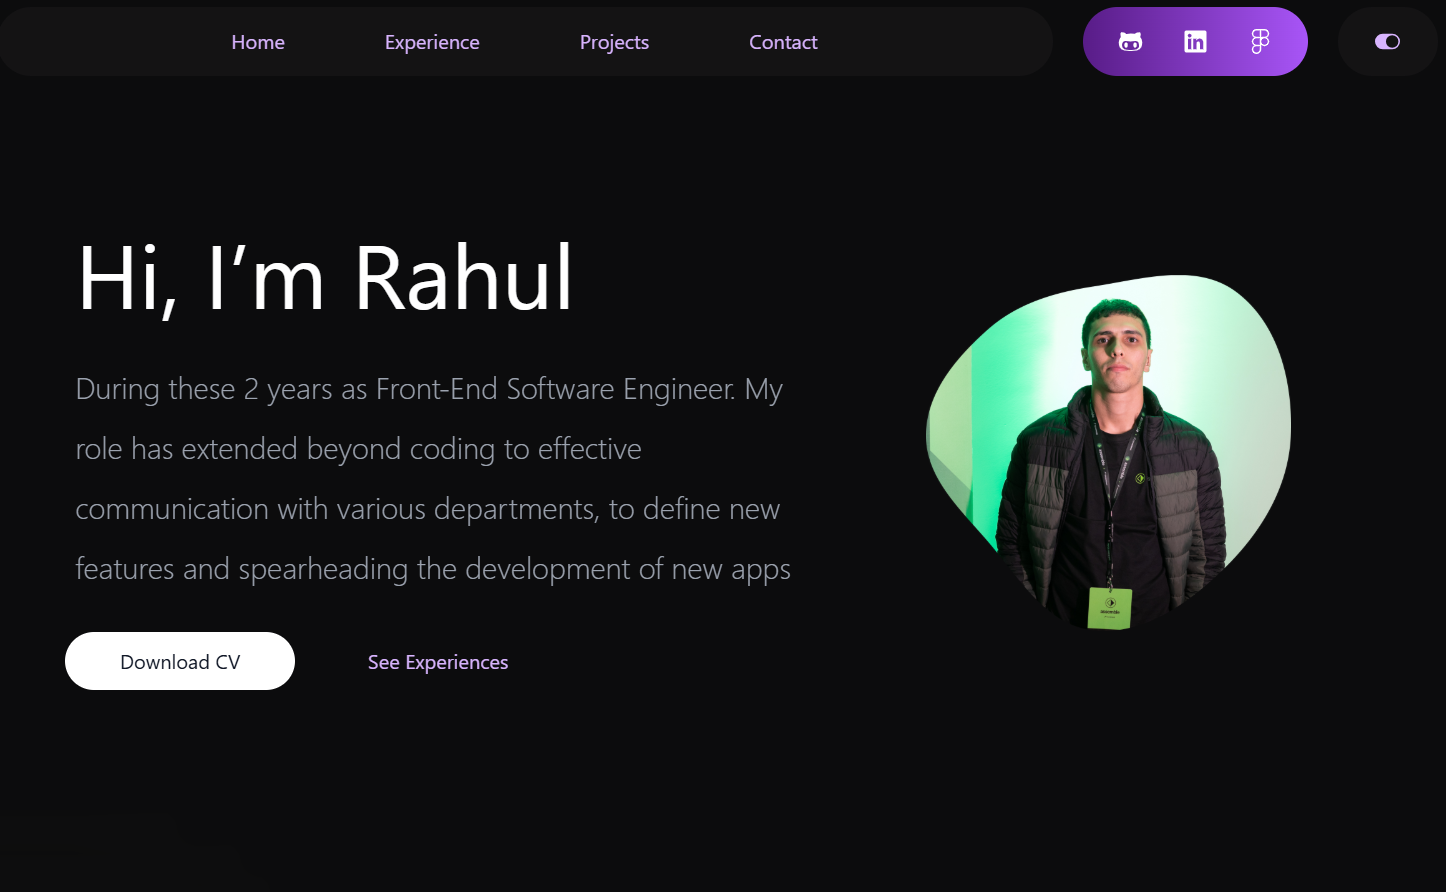 Home Experience Projects Contact in
Hi, I’m Rahul
During these 2 years as Front-End Software Engineer. My
role has extended beyond coding to effective
communication with various departments, to define new
features and spearheading the development of new apps
Download CV See Experiences